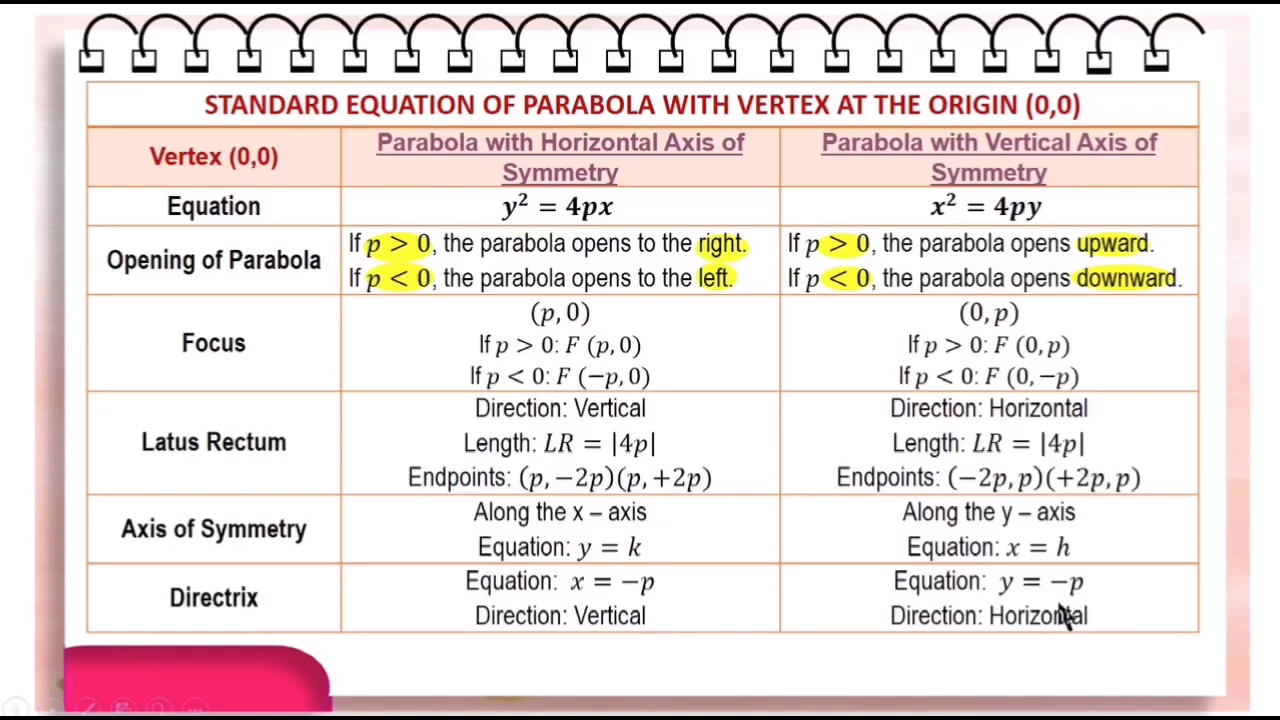 STANDARD EQUATION OF PARABOLA WITH VERTEX AT THE ORIGIN (0,0)
Vertex (0,0)
Parabola with Horizontal Axis of
Symmetry
Parabola with Vertical Axis of
Symmetry
Equation
y² = 4px
x² = 4py
Opening of Parabola
If p > 0, the parabola opens to the right.
If p < 0, the parabola opens to the left.
If p > 0, the parabola opens upward.
If p < 0, the parabola opens downward.
Focus
(p, 0)
If p > 0: F (p, 0)
If p < 0: F (−p, 0)
(0, p)
If p > 0: F (0, p)
If p < 0: F (0, −p)
Latus Rectum
Direction: Vertical
Length: LR = |4p|
Endpoints: (p, −2p)(p, +2p)
Direction: Horizontal
Length: LR = |4p|
Endpoints: (−2p, p)(+2p, p)
Axis of Symmetry
Along the x – axis
Equation: y = k
Along the y – axis
Equation: x = h
Directrix
Equation: x = −p
Direction: Vertical
Equation: y = −p
Direction: Horizontal